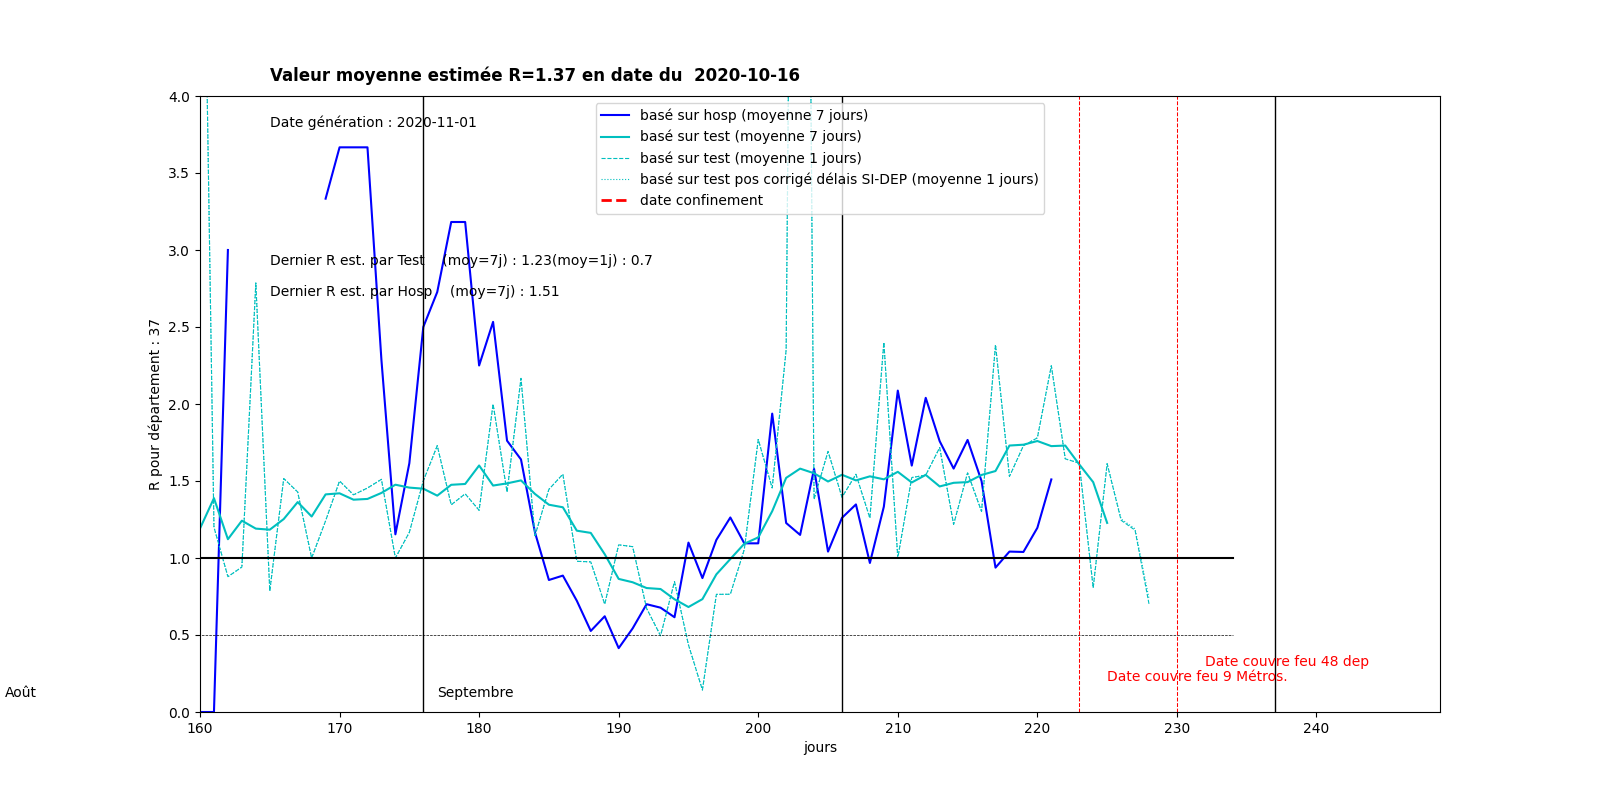 Valeur moyenne estimée R=1.37 en date du  2020-10-16
4.0
3.5
3.0
2.5
2.0
1.5
1.0
0.5
0.0
R pour département : 37
Date génération : 2020-11-01
basé sur hosp (moyenne 7 jours)
basé sur test (moyenne 7 jours)
basé sur test (moyenne 1 jours)
basé sur test pos corrigé délais SI-DEP (moyenne 1 jours)
date confinement
Dernier R est. par Test    (moy=7j) : 1.23(moy=1j) : 0.7
Dernier R est. par Hosp    (moy=7j) : 1.51
Date couvre feu 48 dep
Date couvre feu 9 Métros.
Août
Septembre
160 170 180 190 200 210 220 230 240
jours